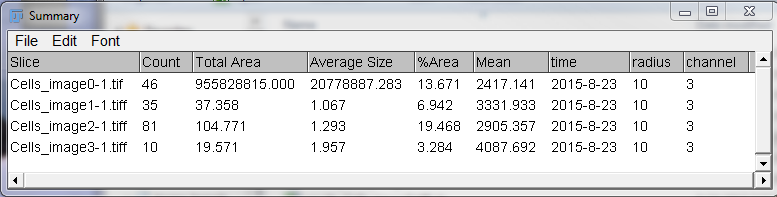 Summary
File Edit Font
Slice Count Total Area Average Size %Area Mean time radius channel
Cells_image0-1.tif 46 955828815.000 20778887.283 13.671 2417.141 2015-8-23 10 3
Cells_image1-1.tiff 35 37.358 1.067 6.942 3331.933 2015-8-23 10 3
Cells_image2-1.tiff 81 104.771 1.293 19.468 2905.357 2015-8-23 10 3
Cells_image3-1.tiff 10 19.571 1.957 3.284 4087.692 2015-8-23 10 3